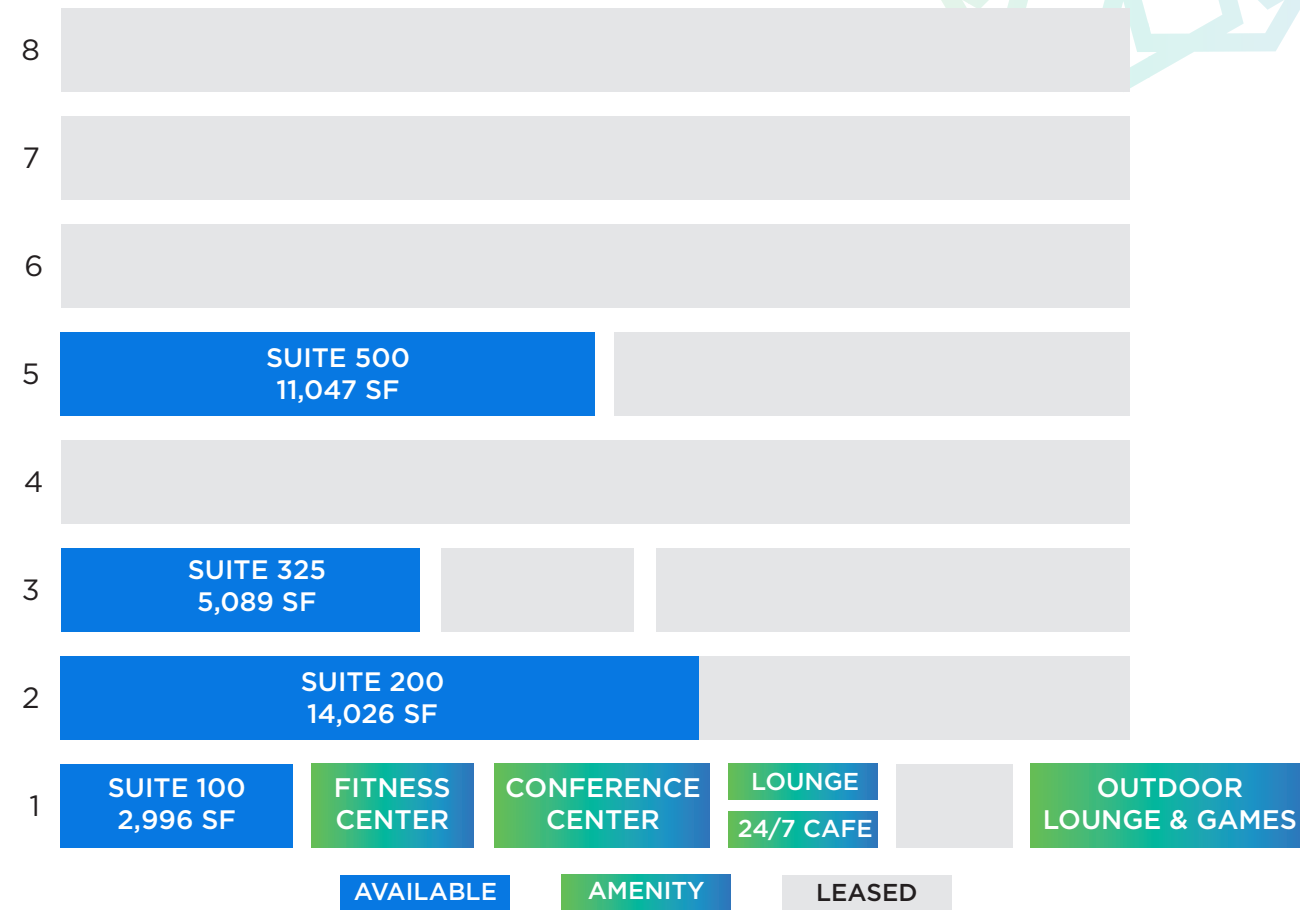 8
7
6
5
SUITE 500
11,047 SF
4
3
SUITE 325
5,089 SF
2
SUITE 200
14,026 SF
1
SUITE 100
2,996 SF
FITNESS
CENTER
CONFERENCE
CENTER
LOUNGE
24/7 CAFE
OUTDOOR
LOUNGE & GAMES
AVAILABLE
AMENITY
LEASED